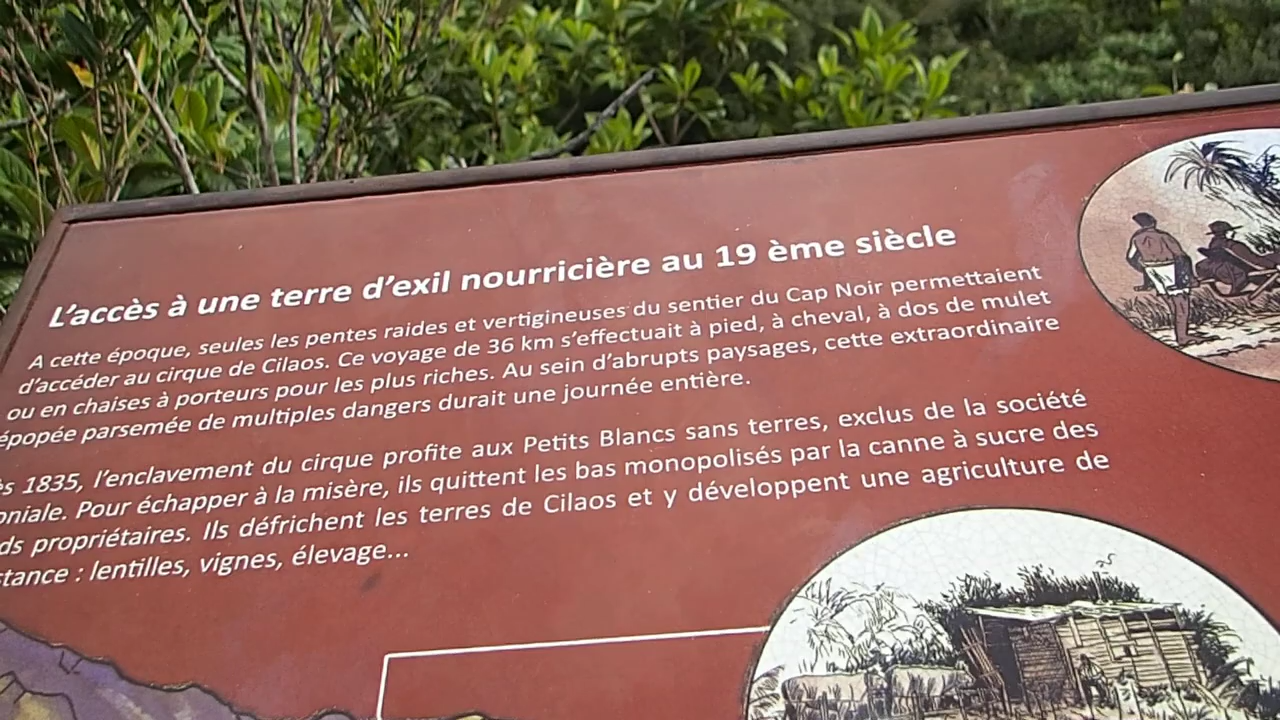 L'accès à une terre d'exil nourricière au 19 ème siècle
A cette époque, seules les pentes raides et vertigineuses du sentier du Cap Noir permettaient
d'accéder au cirque de Cilaos. Ce voyage de 36 km s'effectuait à pied, à cheval, à dos de mulet
ou en chaises à porteurs pour les plus riches. Au sein d'abrupts paysages, cette extraordinaire
épopée parsemée de multiples dangers durait une journée entière.
1835, l'enclavement du cirque profite aux Petits Blancs sans terres, exclus de la société
oniale. Pour échapper à la misère, ils quittent les bas monopolisés par la canne à sucre des
ds propriétaires. Ils défrichent les terres de Cilaos et y développent une agriculture de
stance : lentilles, vignes, élevage...